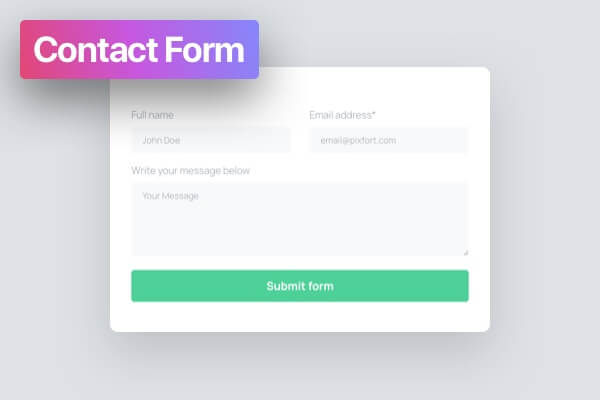 Contact Form
Full name
Email address*
John Doe
email@pixfort.com
Write your message below
Your Message
Submit form